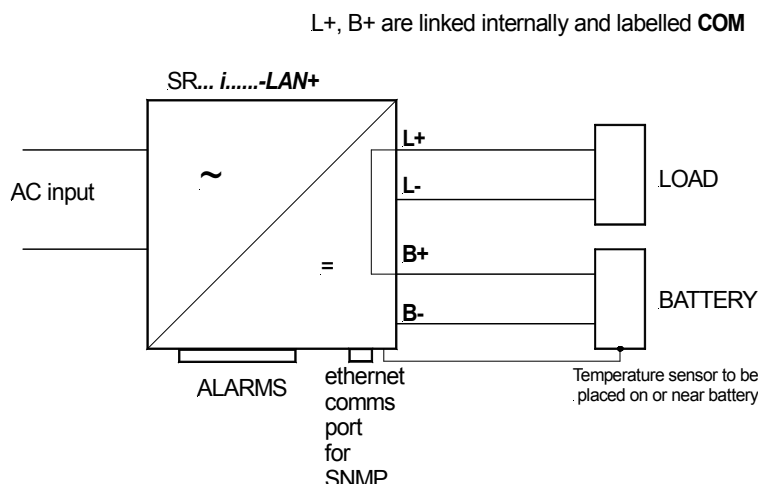 L+, B+ are linked internally and labelled COM
SR... i......-LAN+
L+
~
AC input
L-
LOAD
B+
=
BATTERY
B-
ALARMS
ethernet
comms
port
for
SNMP
Temperature sensor to be
placed on or near battery